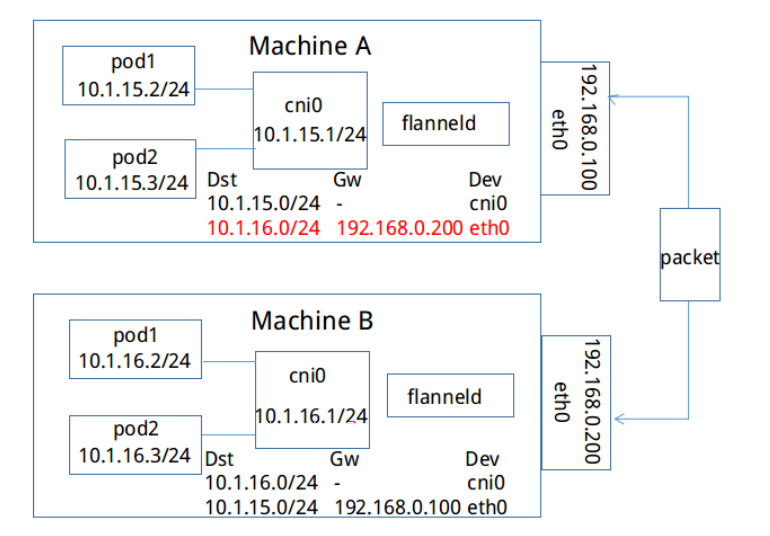 Machine A
pod1
10.1.15.2/24
cni0
10.1.15.1/24
flanneld
pod2
10.1.15.3/24
Dst Gw Dev
10.1.15.0/24 - cni0
10.1.16.0/24 192.168.0.200 eth0
192.168.0.100
eth0
packet
Machine B
pod1
10.1.16.2/24
cni0
10.1.16.1/24
flanneld
pod2
10.1.16.3/24
Dst Gw Dev
10.1.16.0/24 - cni0
10.1.15.0/24 192.168.0.100 eth0
192.168.0.200
eth0